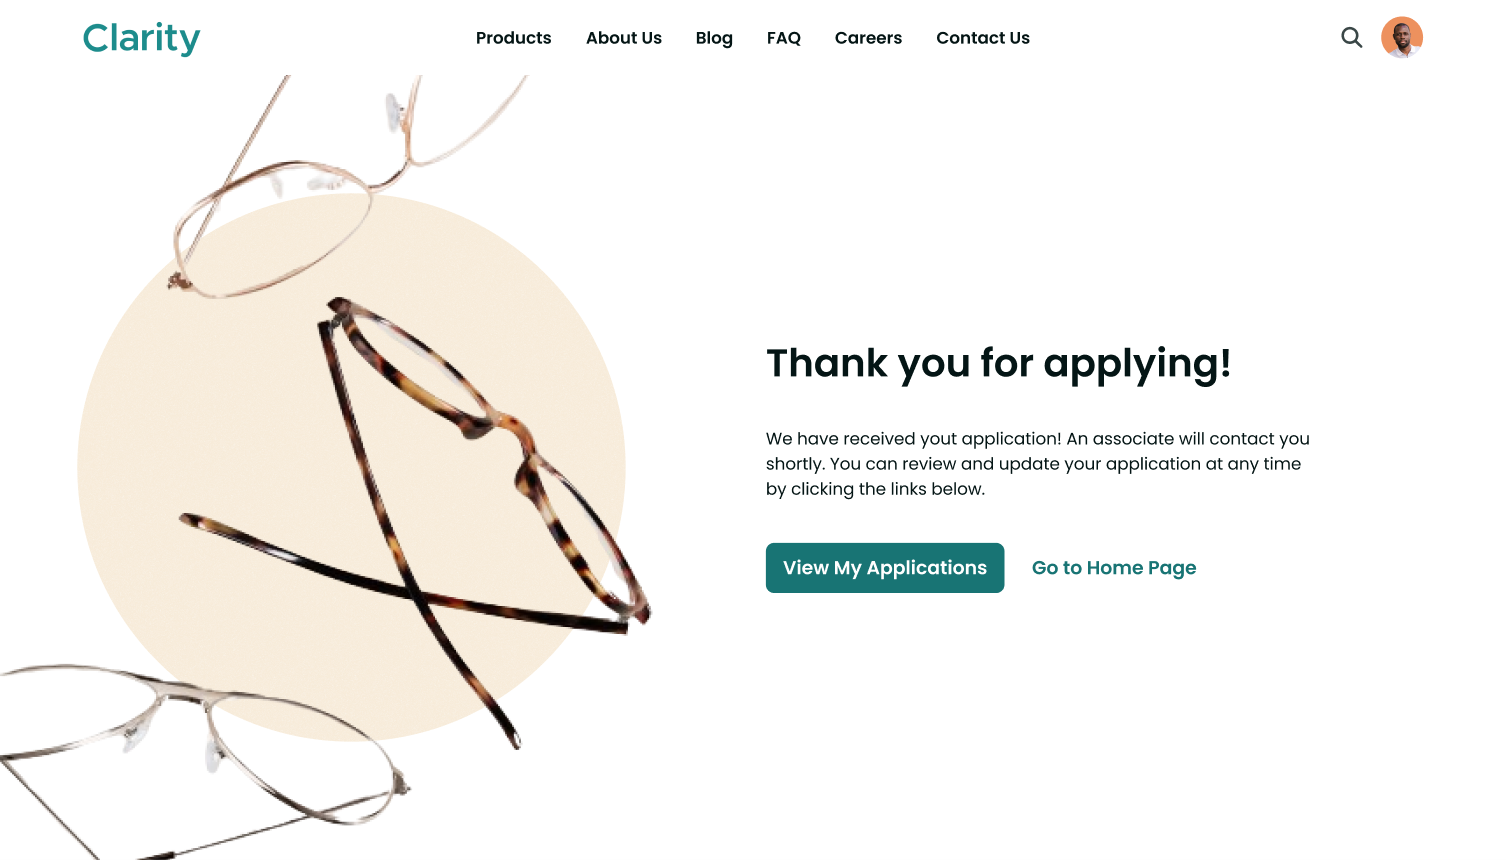 Clarity
Products
About Us
Blog
FAQ
Careers
Contact Us
Thank you for applying!
We have received yout application! An associate will contact you
shortly. You can review and update your application at any time
by clicking the links below.
View My Applications
Go to Home Page